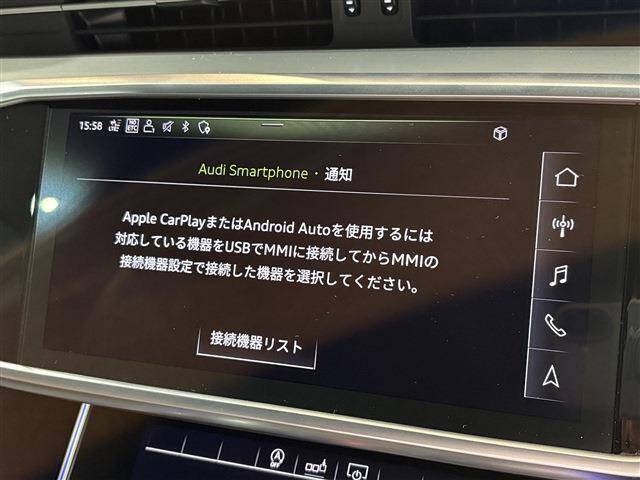 15:58 LTE NO ETC
Audi Smartphone・通知
Apple CarPlayまたはAndroid Autoを使用するには
対応している機器をUSBでMMIに接続してからMMIの
接続機器設定で接続した機器を選択してください。
接続機器リスト
A
OFF